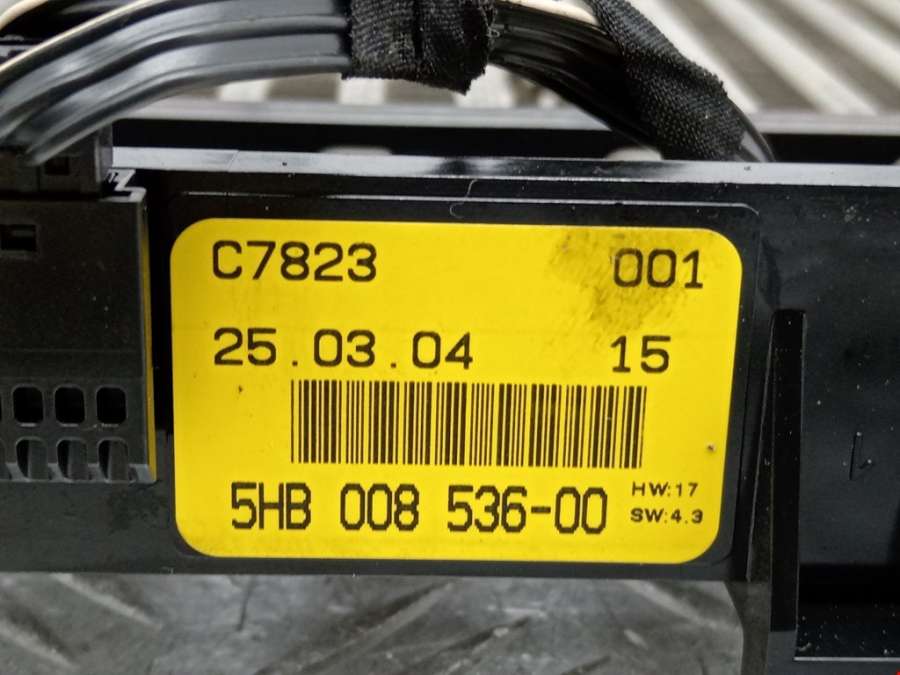 C7823 001
25.03.04 15
5HB 008 536-00 HW:17
SW:4.3